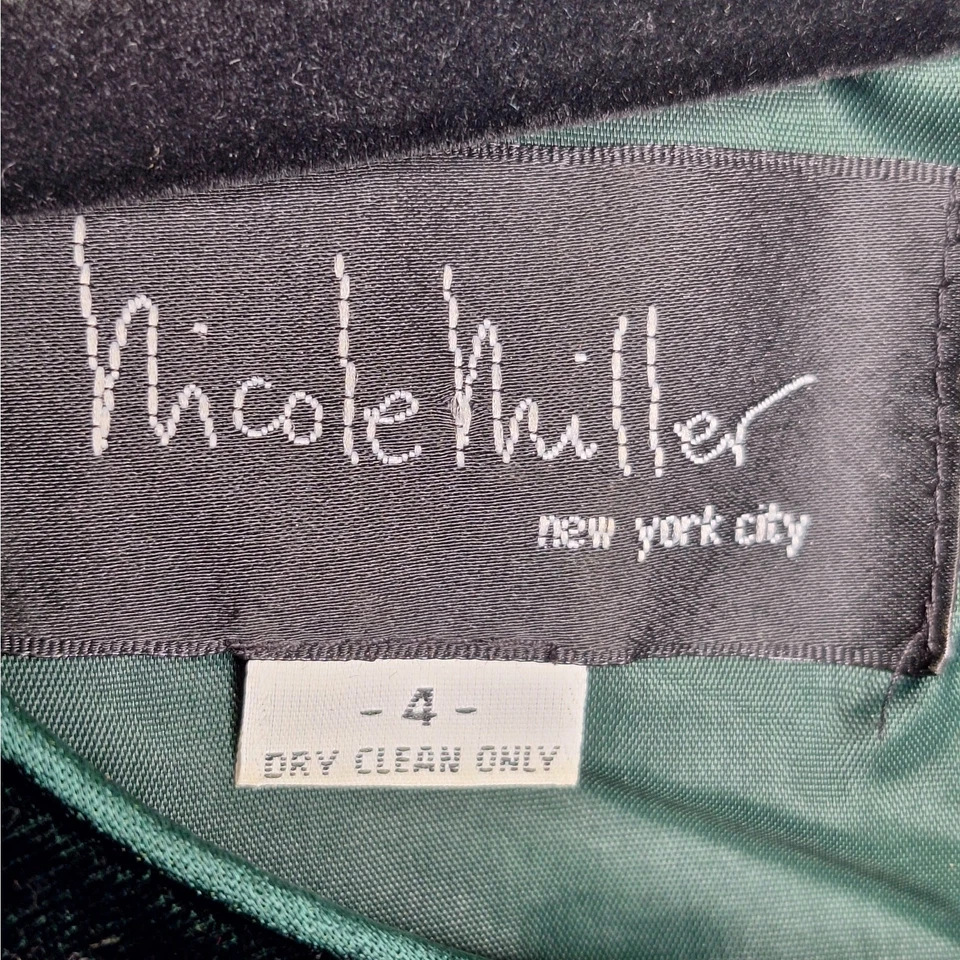 Nicole Miller
new york city
- 4 -
DRY CLEAN ONLY